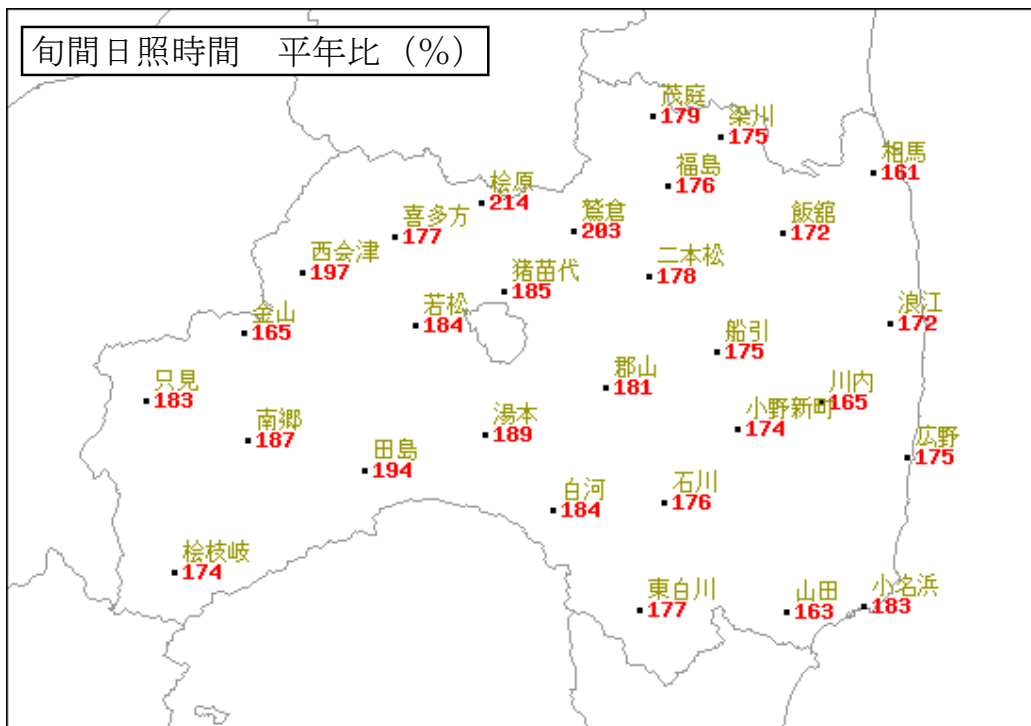 旬間日照時間　平年比（％）
茂庭
179
梁川
175
相馬
161
福島
176
桧原
214
鷲倉
203
飯舘
172
喜多方
177
西会津
197
二本松
178
猪苗代
185
若松
184
金山
165
浪江
172
船引
175
郡山
181
川内
165
只見
183
小野新町
174
南郷
187
湯本
189
広野
175
田島
194
白河
184
石川
176
桧枝岐
174
東白川
177
山田
163
小名浜
183